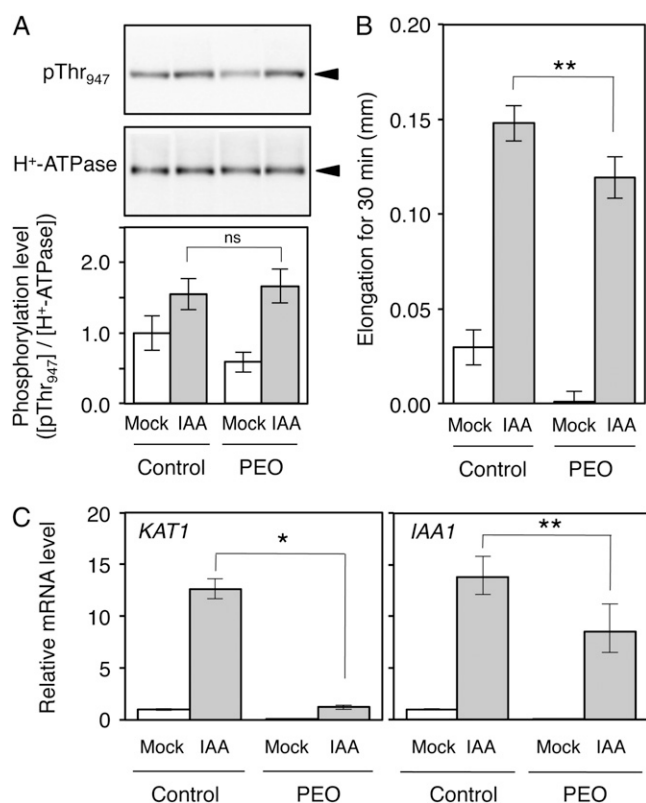 A
pThr947
H+-ATPase
Phosphorylation level
([pThr947] / [H+-ATPase])
2.0
1.0
0.0
ns
Mock IAA Mock IAA
Control PEO
B
Elongation for 30 min (mm)
0.20
0.15
0.10
0.05
0.00
**
Mock IAA Mock IAA
Control PEO
C
Relative mRNA level
20
15
10
5
0
KAT1
*
Mock IAA Mock IAA
Control PEO
IAA1
**
Mock IAA Mock IAA
Control PEO